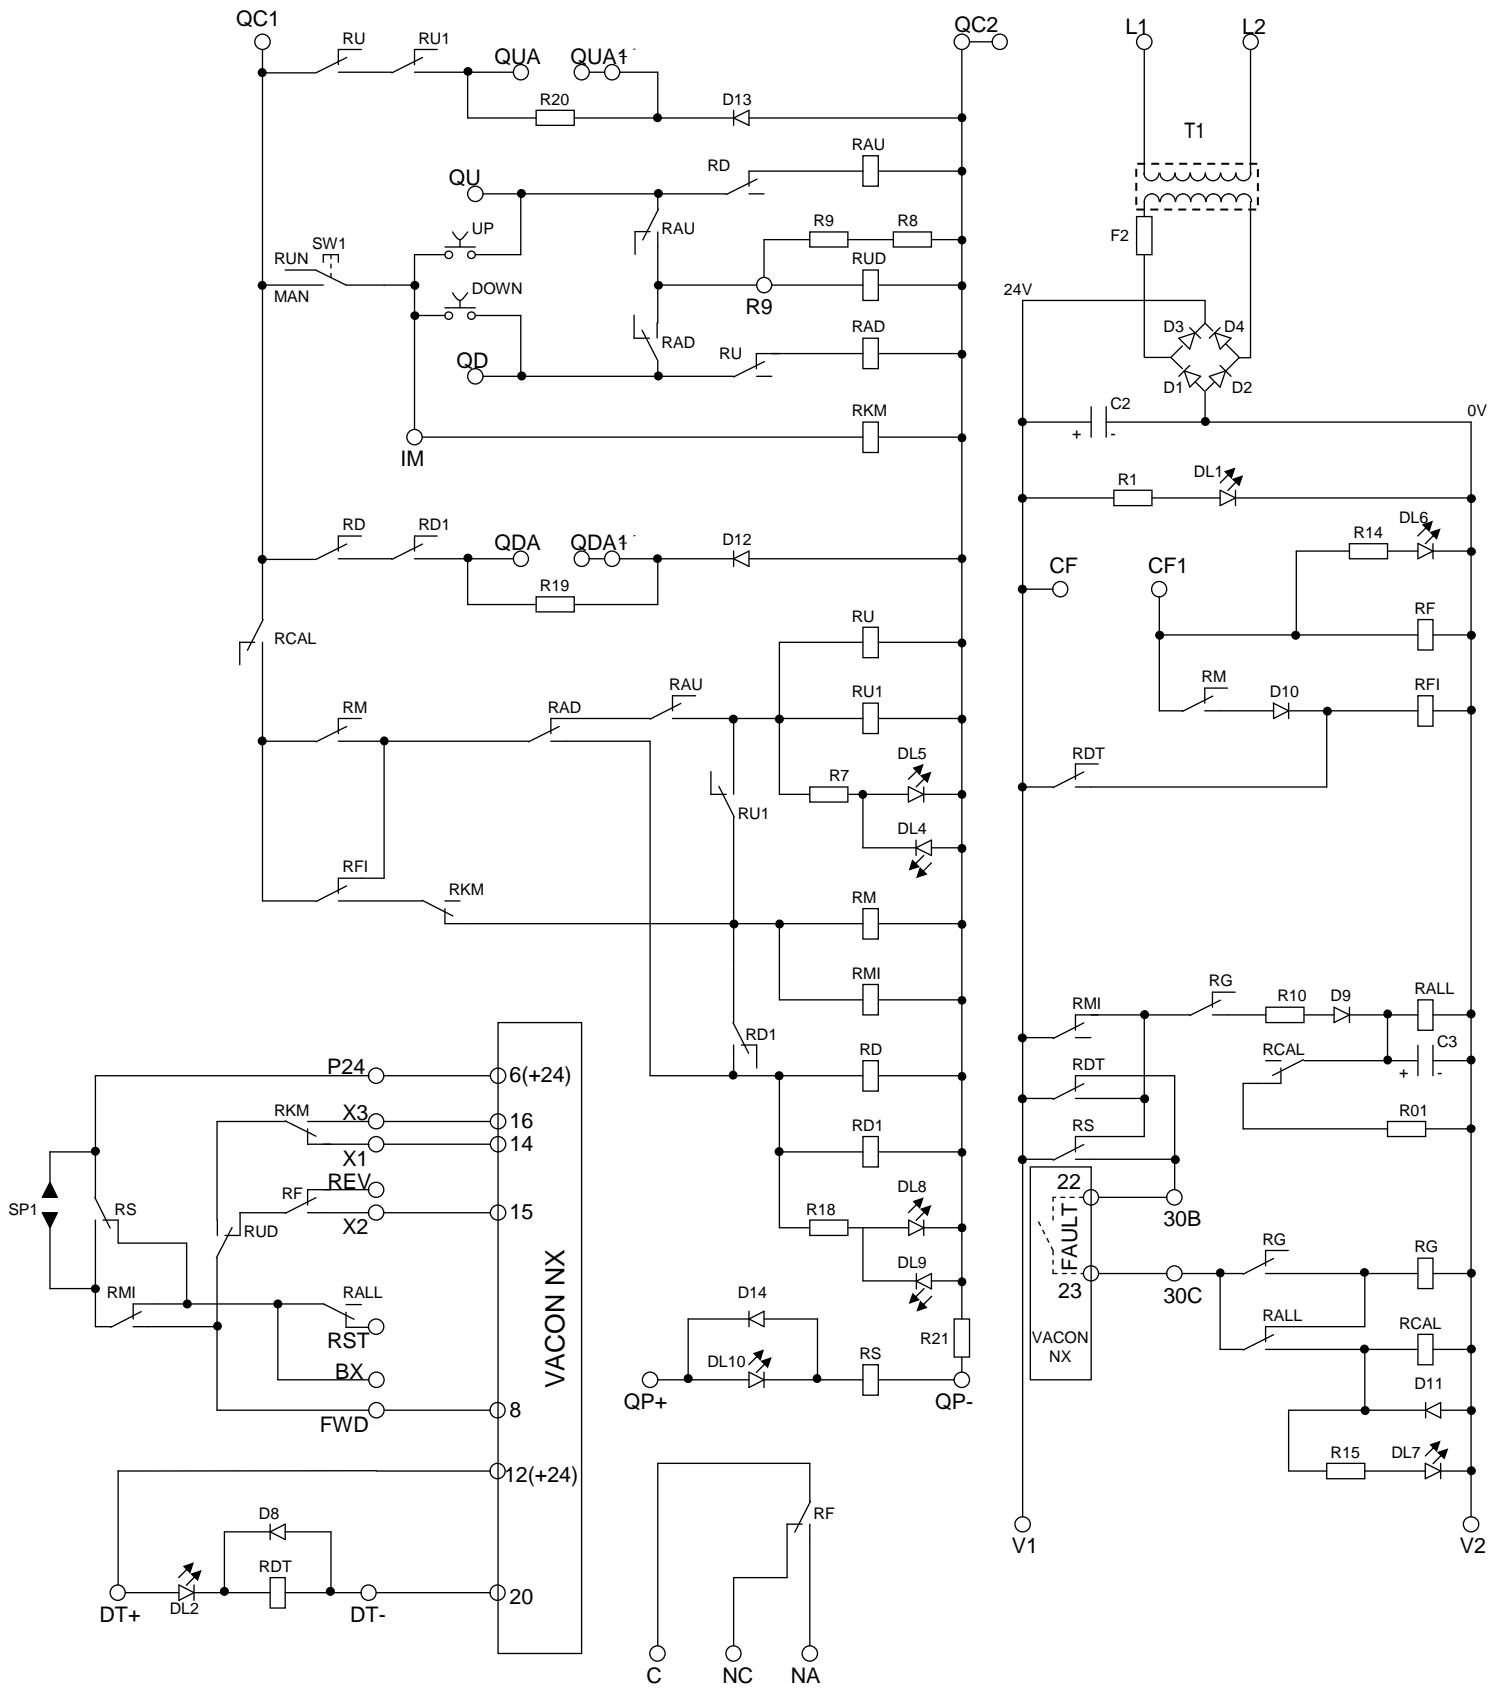 QC1
QC2
L1
L2
RU
RU1
QUA
QUA1
R20
D13
T1
RAU
RD
QU
F2
UP
RAU
R9
R8
SW1
RUN
RUD
MAN
DOWN
R9
24V
RAD
D3
D4
RAD
RU
QD
D1
D2
RKM
C2
+
-
0V
IM
R1
DL1
RD
RD1
QDA
QDA1
D12
R14
DL6
CF
CF1
R19
RU
RF
RCAL
RAU
RM
RFI
RM
RAD
RU1
D10
DL5
R7
RDT
RU1
DL4
RFI
RKM
RM
RMI
RG
RALL
RMI
R10
D9
RD1
RD
RCAL
C3
+
-
P24
6(+24)
RDT
RKM
X3
16
R01
X1
14
RD1
RS
REV
RF
22
DL8
SP1
RS
X2
15
R18
30B
RUD
FAULT
RG
RG
DL9
23
30C
RMI
RALL
VACON NX
D14
RALL
RCAL
RST
R21
VACON
NX
DL10
RS
BX
QP+
QP-
D11
FWD
8
R15
DL7
12(+24)
D8
RF
V1
V2
RDT
DL2
DT+
DT-
20
C
NC
NA